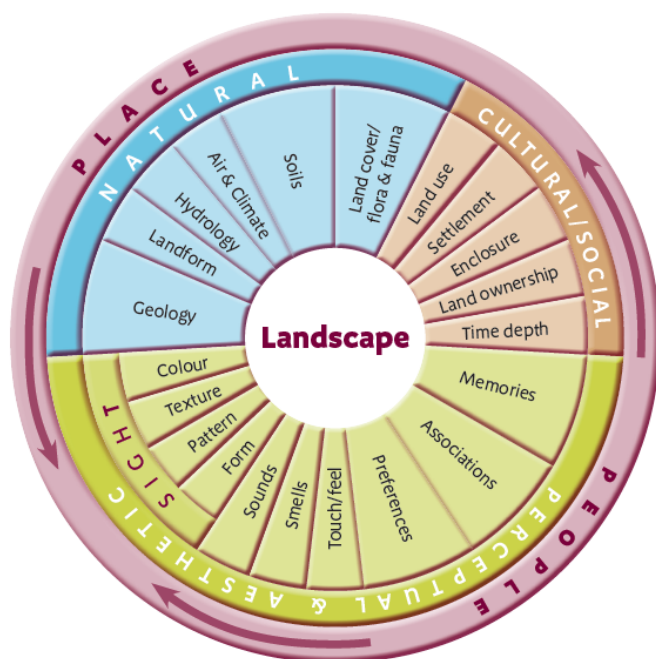 PLACE
NATURAL
CULTURAL/SOCIAL
Geology
Landform
Hydrology
Air & Climate
Soils
Land cover/
flora & fauna
Land use
Settlement
Enclosure
Land ownership
Time depth
Landscape
Memories
Associations
Preferences
Touch/feel
Smells
Sounds
Form
Pattern
Texture
Colour
SIGHT
PERCEPTUAL & AESTHETIC
PEOPLE